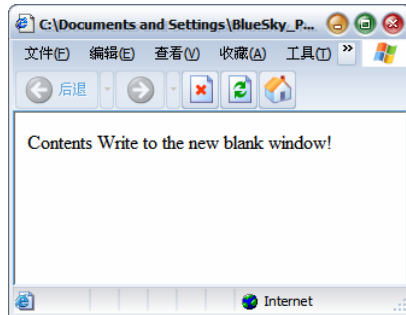 C:\Documents and Settings\BlueSky_P...
文件(F) 编辑(E) 查看(V) 收藏(A) 工具(T) »
后退
Contents Write to the new blank window!
Internet